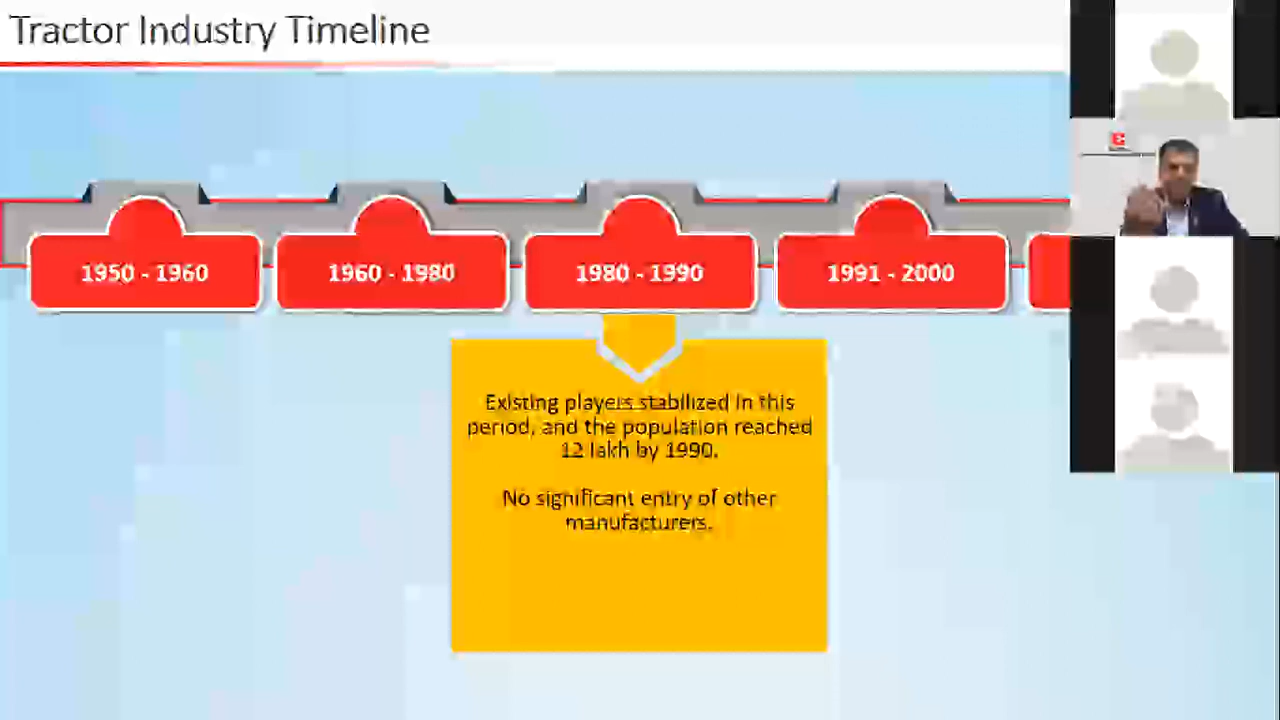 Tractor Industry Timeline
1950 - 1960
1960 - 1980
1980 - 1990
1991 - 2000
Existing players stabilized in this
period, and the population reached
12 lakh by 1990.
No significant entry of other
manufacturers.